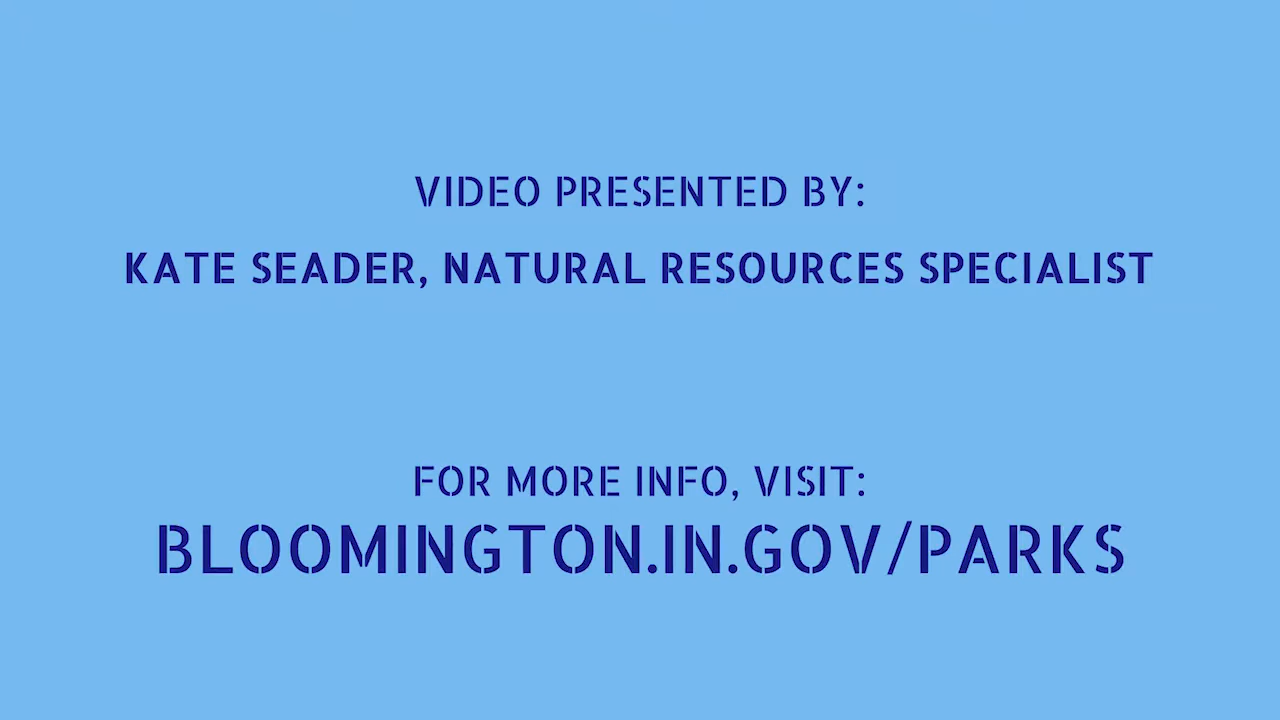 VIDEO PRESENTED BY:
KATE SEADER, NATURAL RESOURCES SPECIALIST
FOR MORE INFO, VISIT:
BLOOMINGTON.IN.GOV/PARKS